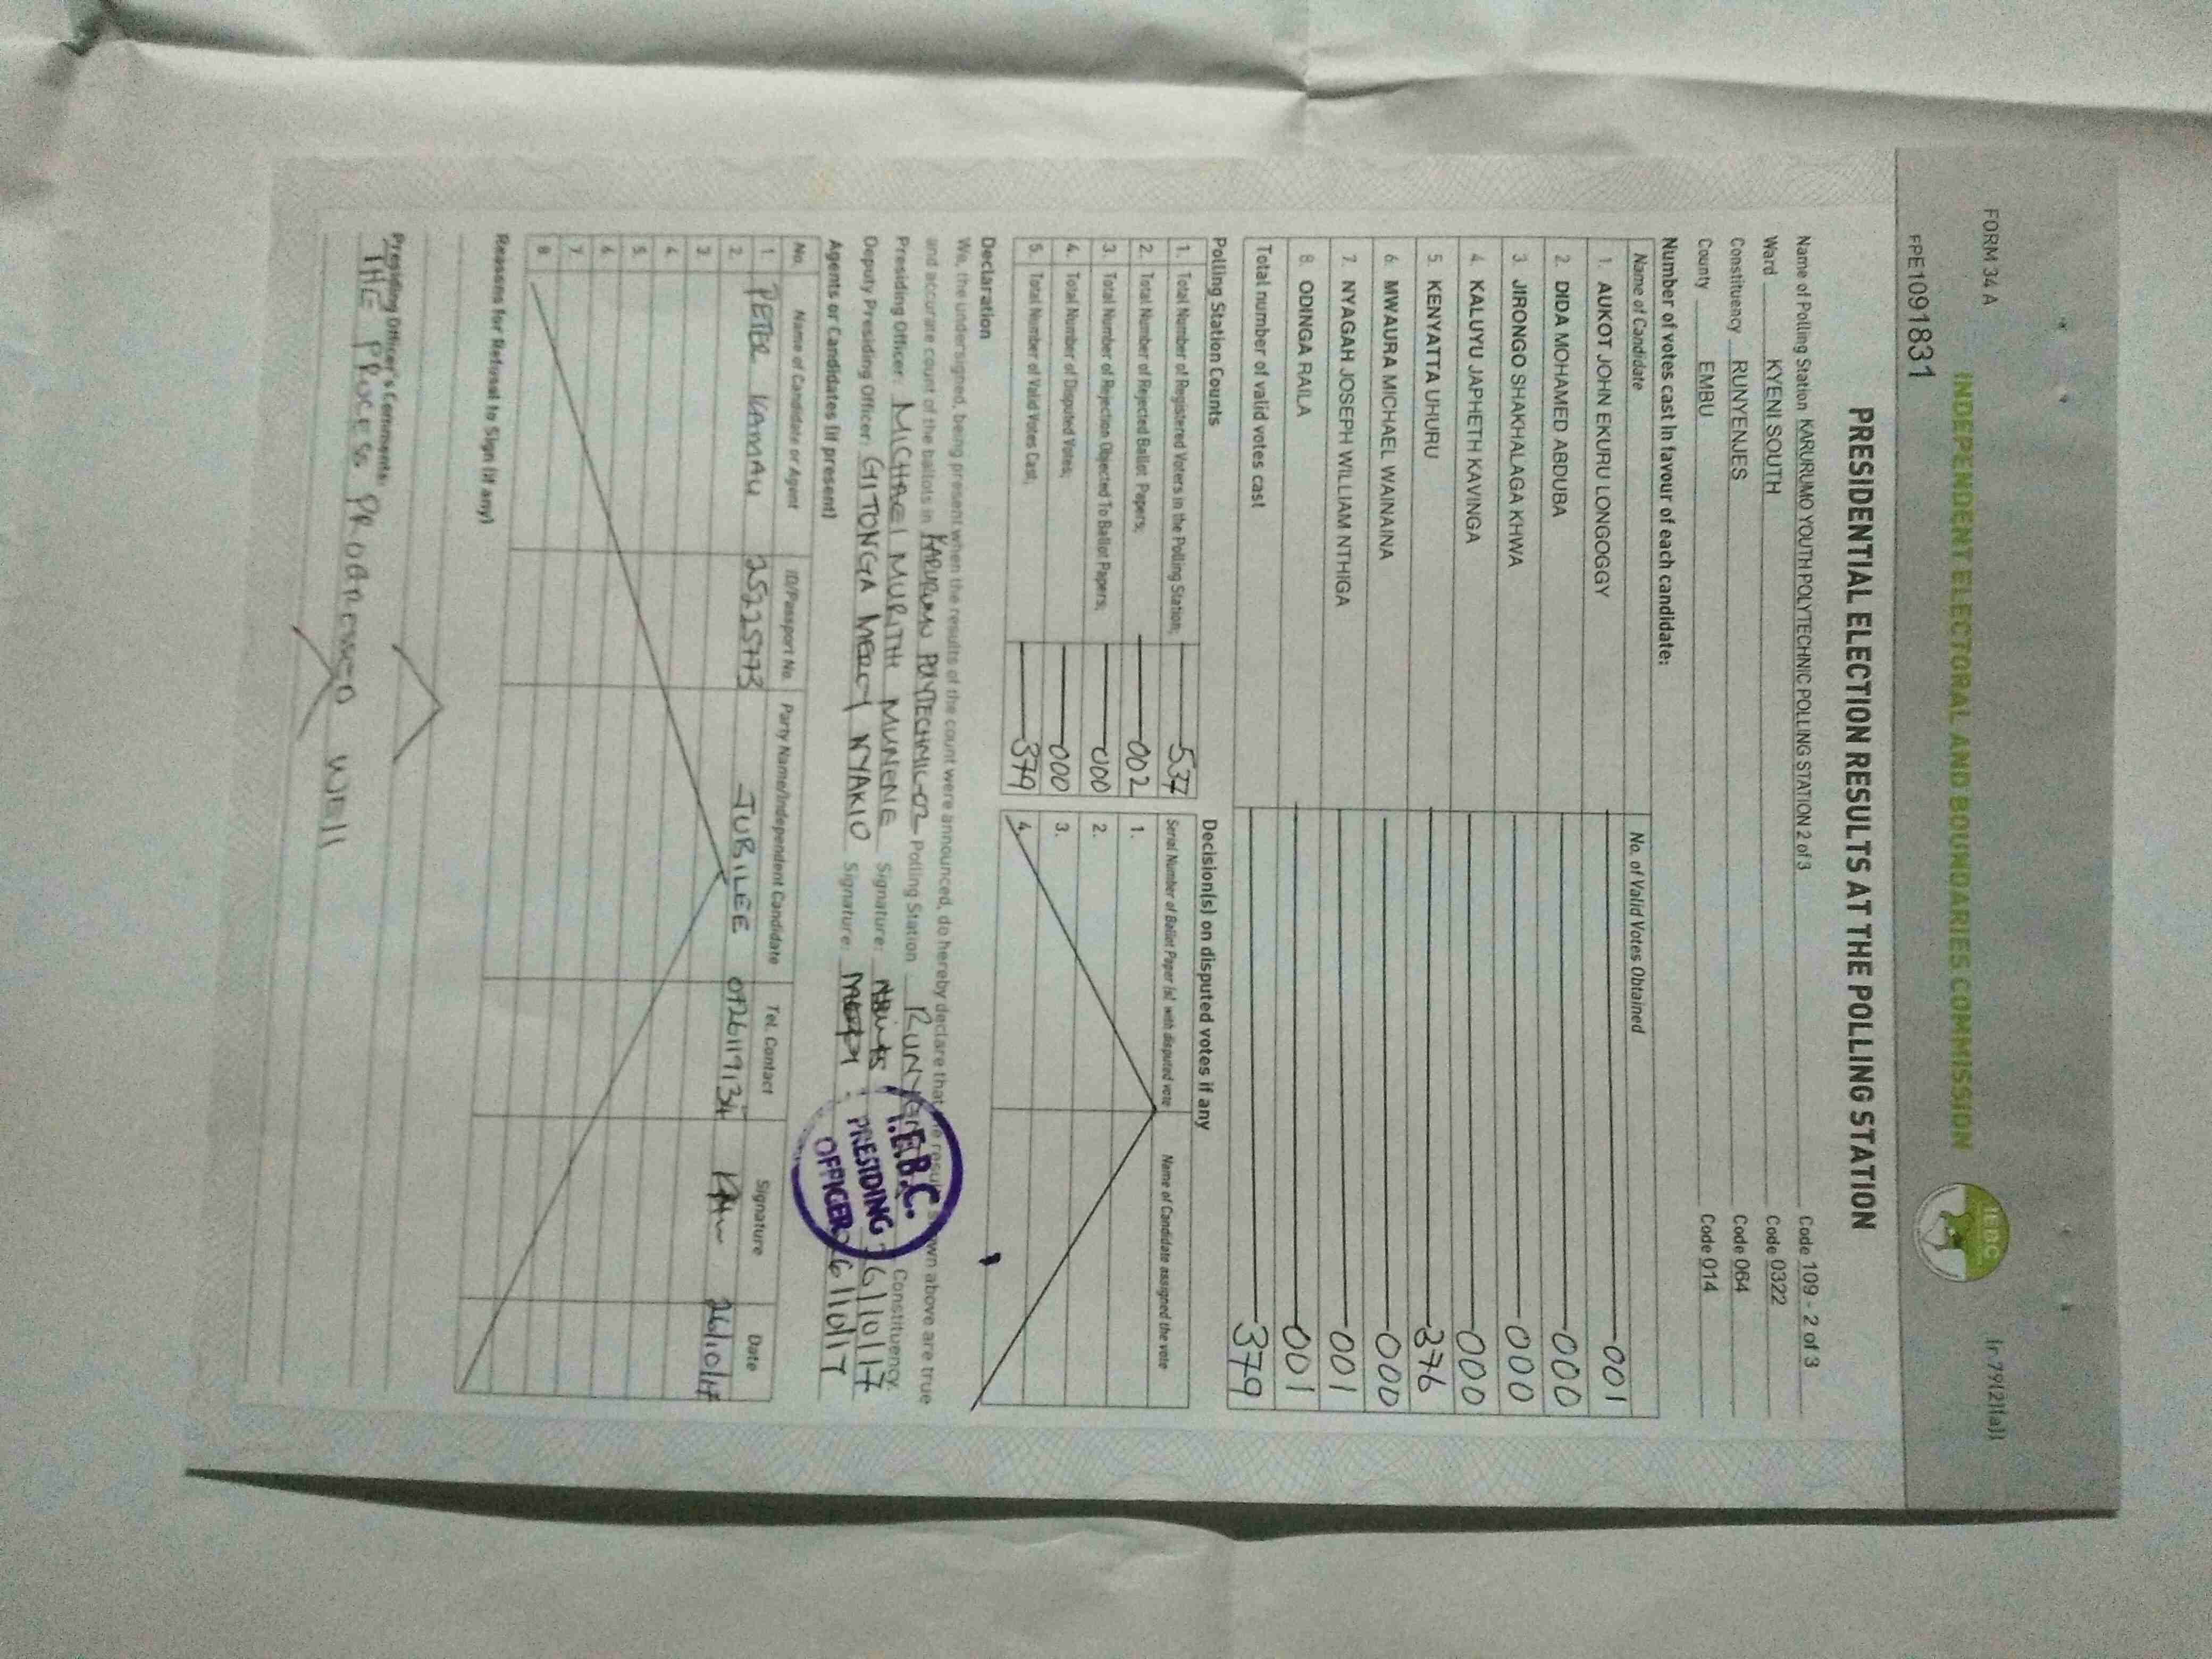 FORM 34 A
(r.79(2)(a))
INDEPENDENT ELECTORAL AND BOUNDARIES COMMISSION
IEBC
FPE1091831
PRESIDENTIAL ELECTION RESULTS AT THE POLLING STATION
Name of Polling Station KARURUMO YOUTH POLYTECHNIC POLLING STATION 2 of 3 Code 109 - 2 of 3
Ward KYENI SOUTH Code 0322
Constituency RUNYENJES Code 064
County EMBU Code 014
Number of votes cast in favour of each candidate:
Name of Candidate No. of Valid Votes Obtained
1. AUKOT JOHN EKURU LONGOGGY 001
2. DIDA MOHAMED ABDUBA 000
3. JIRONGO SHAKHALAGA KHWA 000
4. KALUYU JAPHETH KAVINGA 000
5. KENYATTA UHURU 376
6. MWAURA MICHAEL WAINAINA 000
7. NYAGAH JOSEPH WILLIAM NTHIGA 001
8. ODINGA RAILA 001
Total number of valid votes cast 379
Polling Station Counts
1. Total Number of Registered Voters in the Polling Station; 537
2. Total Number of Rejected Ballot Papers; 002
3. Total Number of Rejection Objected To Ballot Papers; 000
4. Total Number of Disputed Votes; 000
5. Total Number of Valid Votes Cast; 379
Decision(s) on disputed votes if any
Serial Number of Ballot Paper (s) with disputed vote Name of Candidate assigned the vote
1.
2.
3.
4.
Declaration
We, the undersigned, being present when the results of the count were announced, do hereby declare that the results shown above are true
and accurate count of the ballots in KARURUMO POLYTECHNIC-02 Polling Station Constituency.
Presiding Officer: MICHAEL MURITHI MUNENE Signature: 26/10/17
Deputy Presiding Officer: GITONGA MERCY NYAKIO Signature: 26/10/17
I.E.B.C.
PRESIDING
OFFICER
Agents or Candidates (if present)
No. Name of Candidate or Agent ID/Passport No. Party Name/Independent Candidate Tel. Contact Signature Date
1. PETER KAMAU 25225773 JUBILEE 0726119134 26/10/17
2.
3
4.
5
6
7
8
Reasons for Refusal to Sign (if any)
Presiding Officer's Comments:
THE PROCESS PROGRESSED WELL